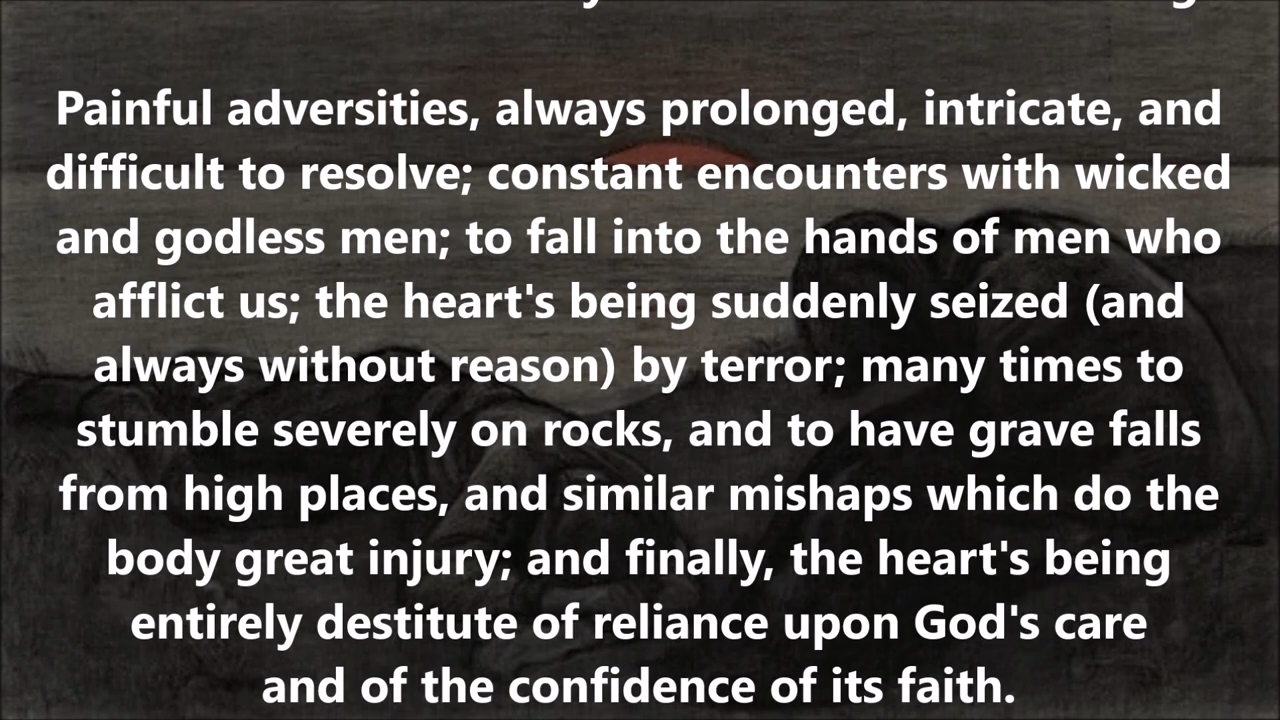 Painful adversities, always prolonged, intricate, and
difficult to resolve; constant encounters with wicked
and godless men; to fall into the hands of men who
afflict us; the heart's being suddenly seized (and
always without reason) by terror; many times to
stumble severely on rocks, and to have grave falls
from high places, and similar mishaps which do the
body great injury; and finally, the heart's being
entirely destitute of reliance upon God's care
and of the confidence of its faith.